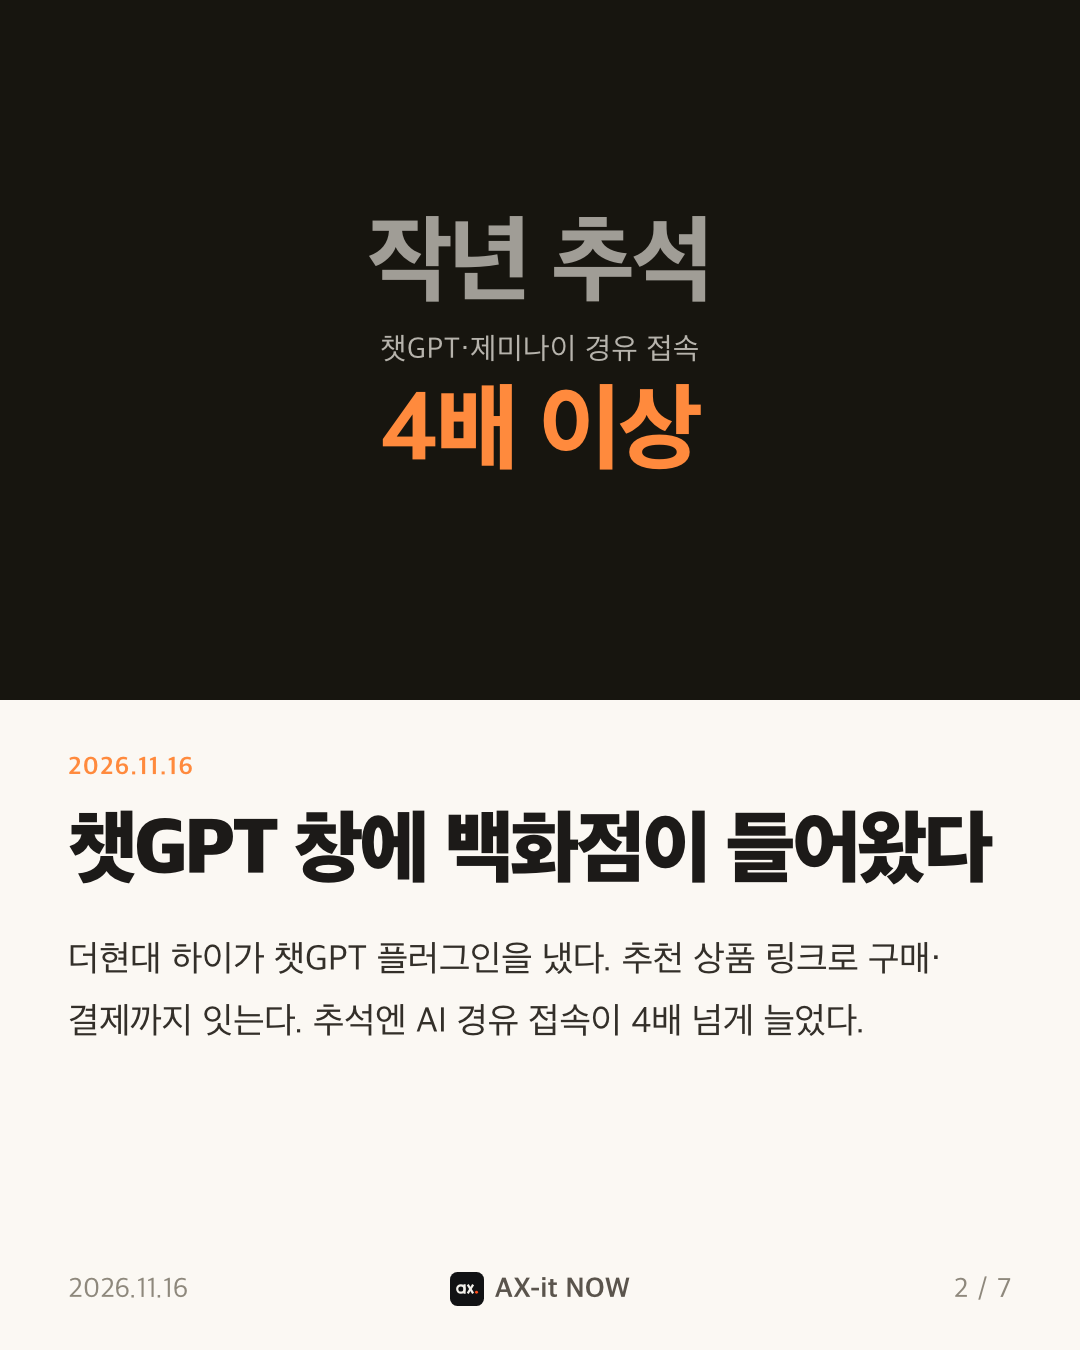 작년 추석
챗GPT·제미나이 경유 접속
4배 이상
2026.11.16
챗GPT 창에 백화점이 들어왔다
더현대 하이가 챗GPT 플러그인을 냈다. 추천 상품 링크로 구매·
결제까지 잇는다. 추석엔 AI 경유 접속이 4배 넘게 늘었다.
2026.11.16
ax. AX-it NOW
2 / 7